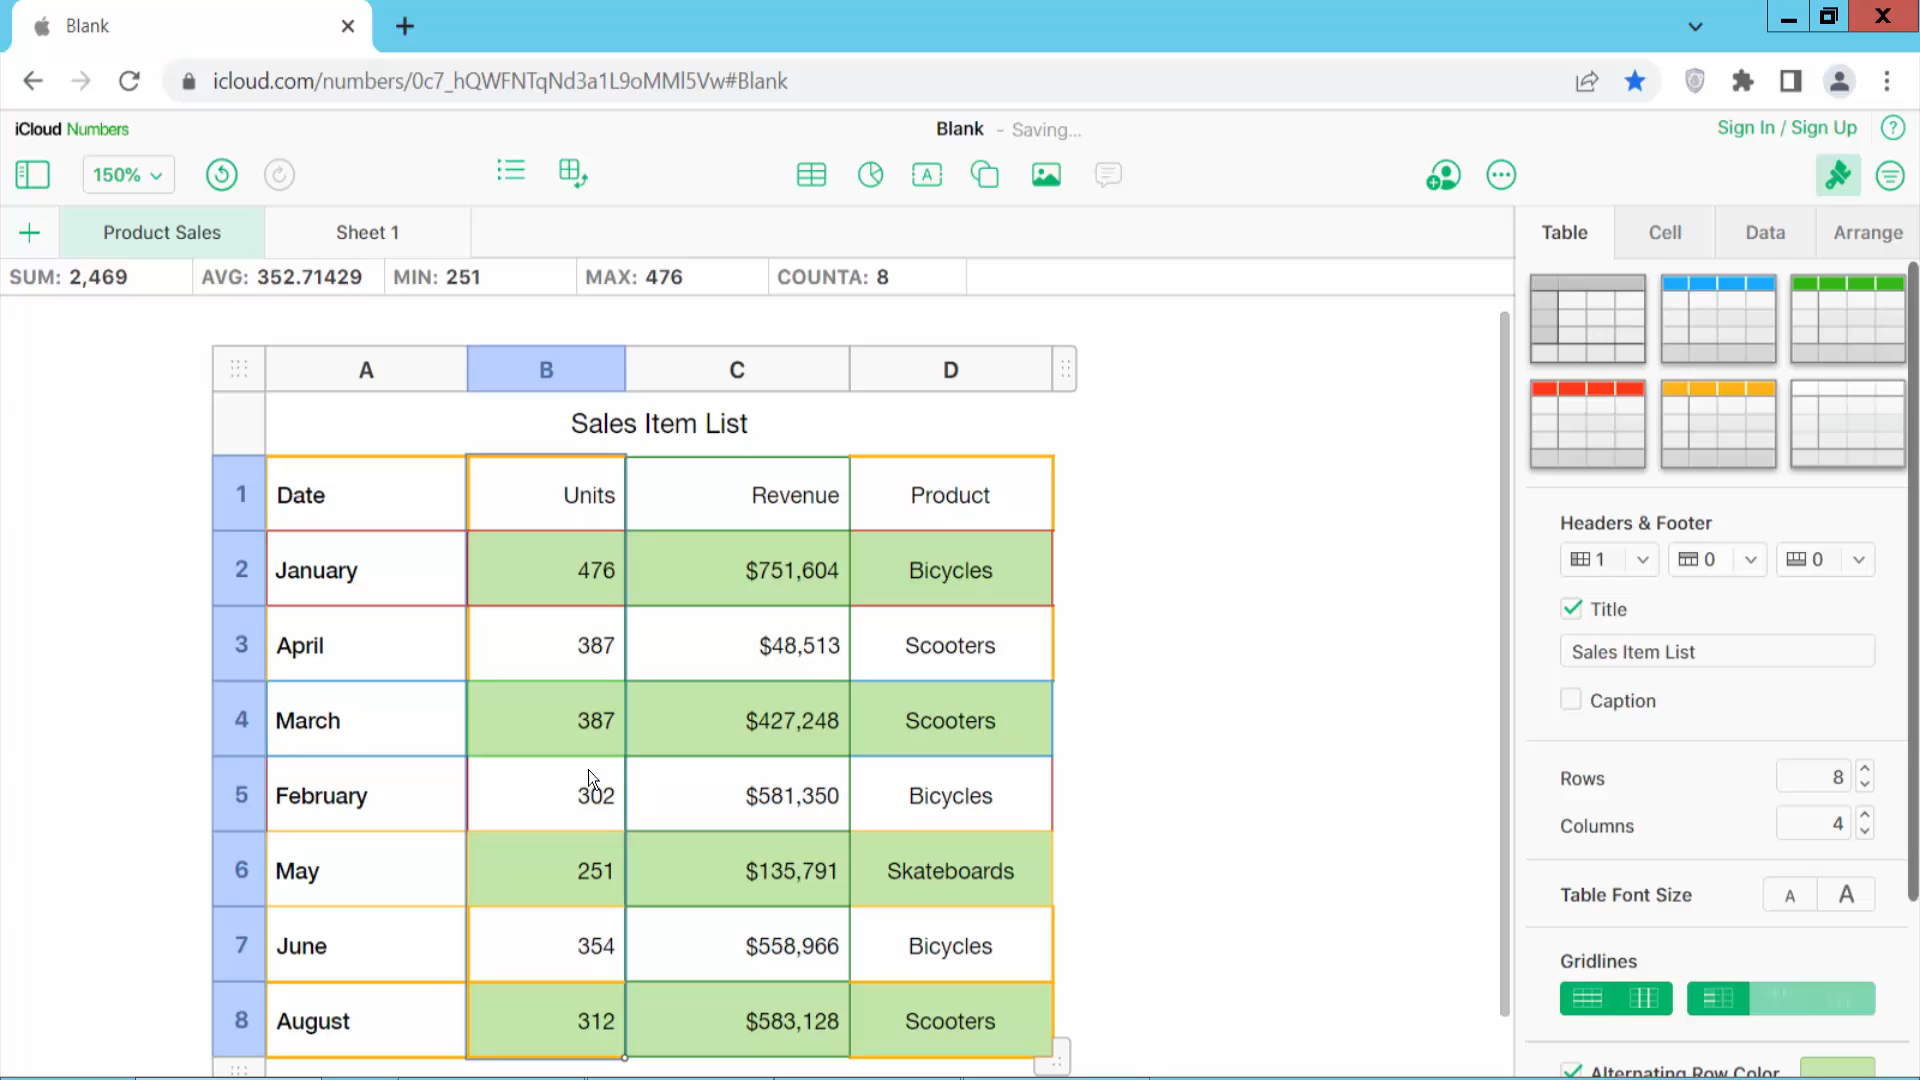 Blank
icloud.com/numbers/0c7_hQWFNTqNd3a1L9oMMl5Vw#Blank
iCloud Numbers
Blank - Saving...
Sign In / Sign Up
150%
Product Sales
Sheet 1
Table
Cell
Data
Arrange
SUM: 2,469
AVG: 352.71429
MIN: 251
MAX: 476
COUNTA: 8
A B C D
Sales Item List
1 Date Units Revenue Product
2 January 476 $751,604 Bicycles
3 April 387 $48,513 Scooters
4 March 387 $427,248 Scooters
5 February 302 $581,350 Bicycles
6 May 251 $135,791 Skateboards
7 June 354 $558,966 Bicycles
8 August 312 $583,128 Scooters
Headers & Footer
1 0 0
Title
Sales Item List
Caption
Rows 8
Columns 4
Table Font Size A A
Gridlines
Alternating Row Color